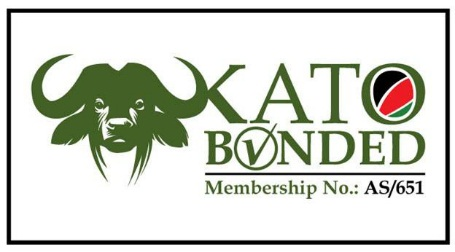 KATO
BONDED
Membership No.: AS/651